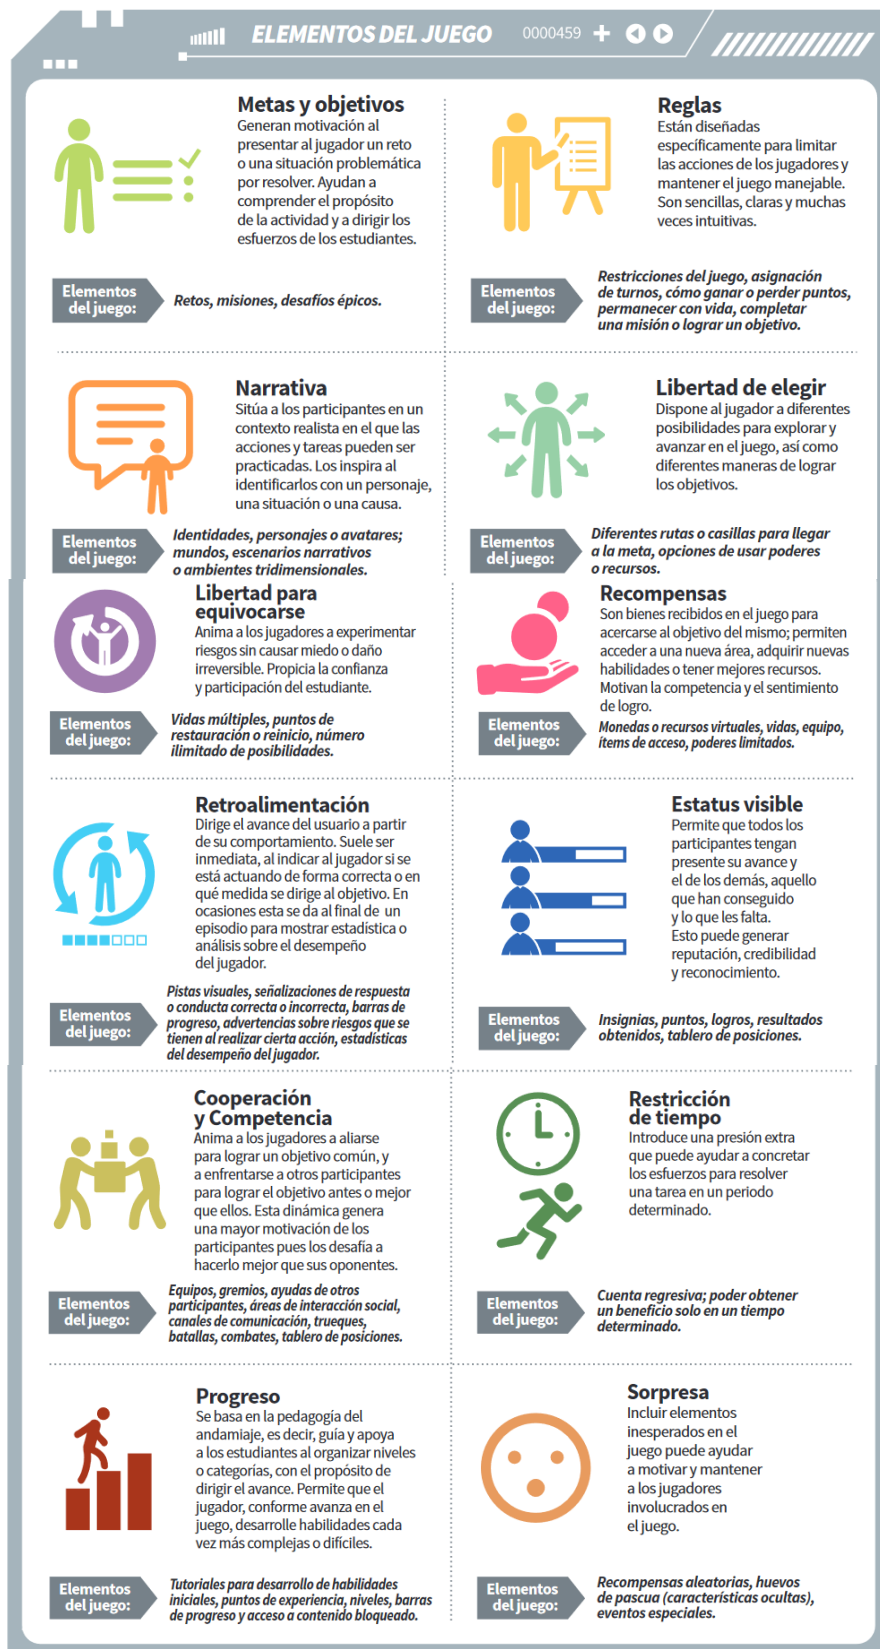 ELEMENTOS DEL JUEGO
0000459
Metas y objetivos
Generan motivación al
presentar al jugador un reto
o una situación problemática
por resolver. Ayudan a
comprender el propósito
de la actividad y a dirigir los
esfuerzos de los estudiantes.
Elementos
del juego:
Retos, misiones, desafíos épicos.
Reglas
Están diseñadas
específicamente para limitar
las acciones de los jugadores y
mantener el juego manejable.
Son sencillas, claras y muchas
veces intuitivas.
Elementos
del juego:
Restricciones del juego, asignación
de turnos, cómo ganar o perder puntos,
permanecer con vida, completar
una misión o lograr un objetivo.
Narrativa
Sitúa a los participantes en un
contexto realista en el que las
acciones y tareas pueden ser
practicadas. Los inspira al
identificarlos con un personaje,
una situación o una causa.
Elementos
del juego:
Identidades, personajes o avatares;
mundos, escenarios narrativos
o ambientes tridimensionales.
Libertad de elegir
Dispone al jugador a diferentes
posibilidades para explorar y
avanzar en el juego, así como
diferentes maneras de lograr
los objetivos.
Elementos
del juego:
Diferentes rutas o casillas para llegar
a la meta, opciones de usar poderes
o recursos.
Libertad para
equivocarse
Anima a los jugadores a experimentar
riesgos sin causar miedo o daño
irreversible. Propicia la confianza
y participación del estudiante.
Elementos
del juego:
Vidas múltiples, puntos de
restauración o reinicio, número
ilimitado de posibilidades.
Recompensas
Son bienes recibidos en el juego para
acercarse al objetivo del mismo; permiten
acceder a una nueva área, adquirir nuevas
habilidades o tener mejores recursos.
Motivan la competencia y el sentimiento
de logro.
Elementos
del juego:
Monedas o recursos virtuales, vidas, equipo,
ítems de acceso, poderes limitados.
Retroalimentación
Dirige el avance del usuario a partir
de su comportamiento. Suele ser
inmediata, al indicar al jugador si se
está actuando de forma correcta o en
qué medida se dirige al objetivo. En
ocasiones esta se da al final de un
episodio para mostrar estadística o
análisis sobre el desempeño
del jugador.
Elementos
del juego:
Pistas visuales, señalizaciones de respuesta
o conducta correcta o incorrecta, barras de
progreso, advertencias sobre riesgos que se
tienen al realizar cierta acción, estadísticas
del desempeño del jugador.
Estatus visible
Permite que todos los
participantes tengan
presente su avance y
el de los demás, aquello
que han conseguido
y lo que les falta.
Esto puede generar
reputación, credibilidad
y reconocimiento.
Elementos
del juego:
Insignias, puntos, logros, resultados
obtenidos, tablero de posiciones.
Cooperación
y Competencia
Anima a los jugadores a aliarse
para lograr un objetivo común, y
a enfrentarse a otros participantes
para lograr el objetivo antes o mejor
que ellos. Esta dinámica genera
una mayor motivación de los
participantes pues los desafía a
hacerlo mejor que sus oponentes.
Elementos
del juego:
Equipos, gremios, ayudas de otros
participantes, áreas de interacción social,
canales de comunicación, trueques,
batallas, combates, tablero de posiciones.
Restricción
de tiempo
Introduce una presión extra
que puede ayudar a concretar
los esfuerzos para resolver
una tarea en un periodo
determinado.
Elementos
del juego:
Cuenta regresiva; poder obtener
un beneficio solo en un tiempo
determinado.
Progreso
Se basa en la pedagogía del
andamiaje, es decir, guía y apoya
a los estudiantes al organizar niveles
o categorías, con el propósito de
dirigir el avance. Permite que el
jugador, conforme avanza en el
juego, desarrolle habilidades cada
vez más complejas o difíciles.
Elementos
del juego:
Tutoriales para desarrollo de habilidades
iniciales, puntos de experiencia, niveles, barras
de progreso y acceso a contenido bloqueado.
Sorpresa
Incluir elementos
inesperados en el
juego puede ayudar
a motivar y mantener
a los jugadores
involucrados en
el juego.
Elementos
del juego:
Recompensas aleatorias, huevos
de pascua (características ocultas),
eventos especiales.